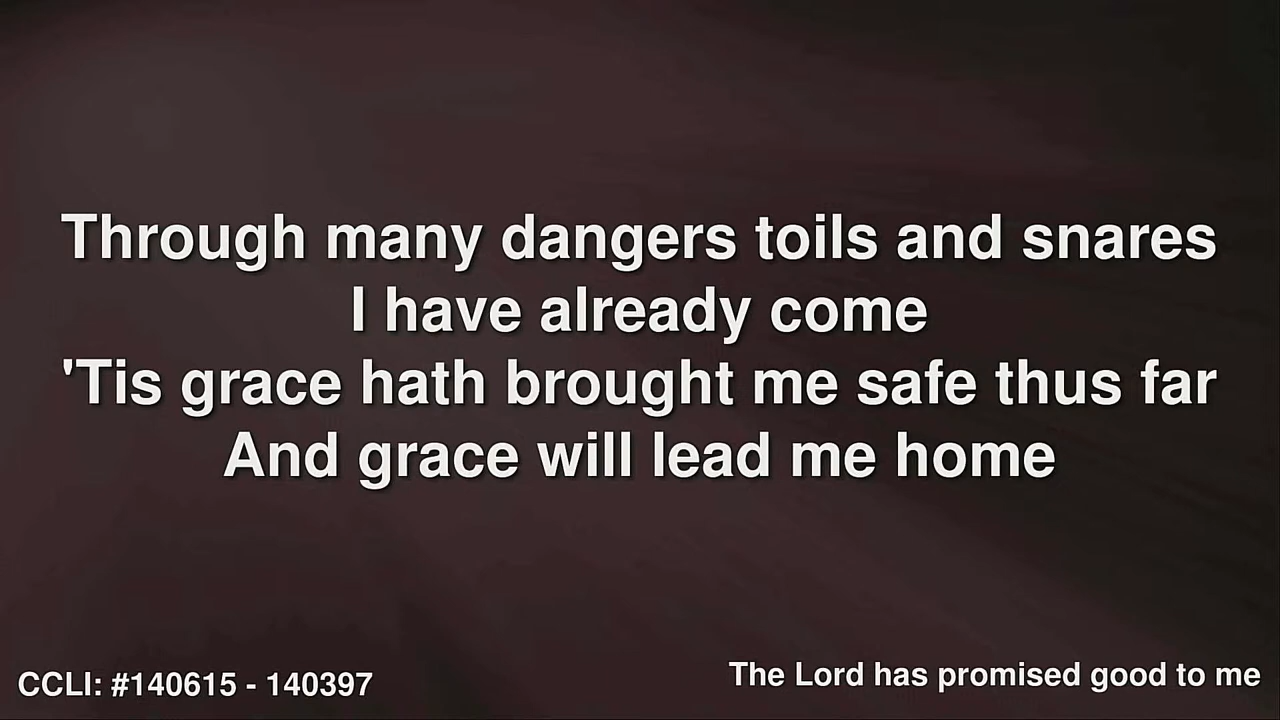 Through many dangers toils and snares
I have already come
'Tis grace hath brought me safe thus far
And grace will lead me home
CCLI: #140615 - 140397
The Lord has promised good to me